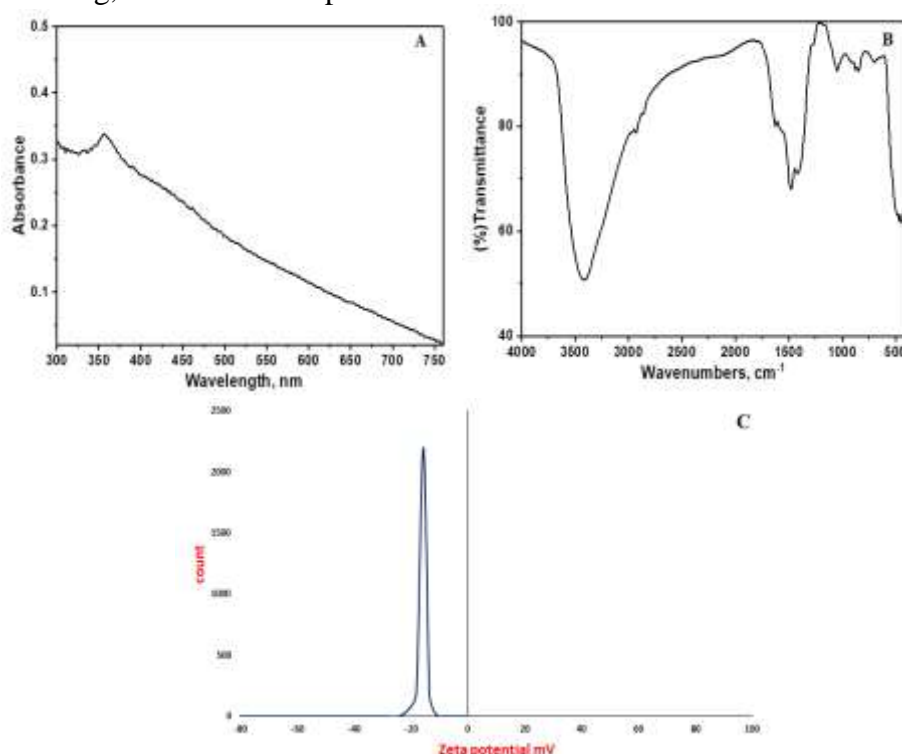 A
0.5
0.4
0.3
0.2
0.1
Absorbance
300 350 400 450 500 550 600 650 700 750
Wavelength, nm
B
100
80
60
40
(%)Transmittance
4000 3500 3000 2500 2000 1500 1000 500
Wavenumbers, cm-1
C
2500
2000
1500
1000
500
0
count
-80 -60 -40 -20 0 20 40 60 80 100
Zeta potential mV